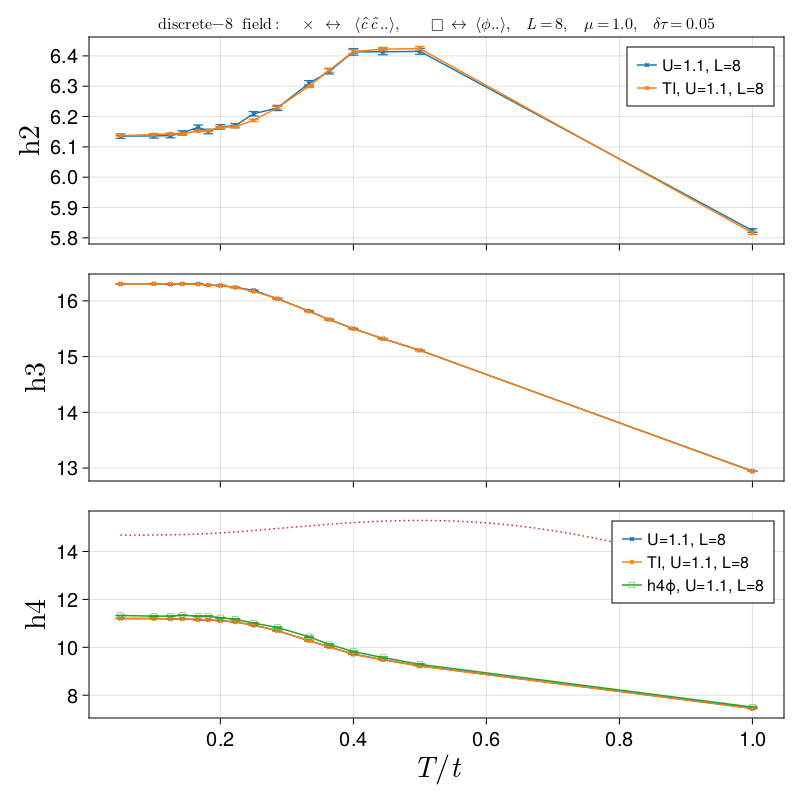 discrete−8 field : × ↔ ⟨ĉ ĉ ..⟩, □ ↔ ⟨ϕ..⟩, L = 8, μ = 1.0, δτ = 0.05
6.4
6.3
6.2
6.1
6.0
5.9
5.8
h2
U=1.1, L=8
TI, U=1.1, L=8
16
15
14
13
h3
14
12
10
8
h4
U=1.1, L=8
TI, U=1.1, L=8
h4ϕ, U=1.1, L=8
0.2 0.4 0.6 0.8 1.0
T/t